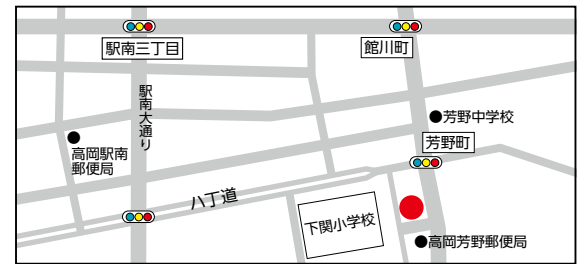 駅南三丁目
館川町
駅南大通り
芳野中学校
芳野町
高岡駅南
郵便局
八丁道
下関小学校
高岡芳野郵便局